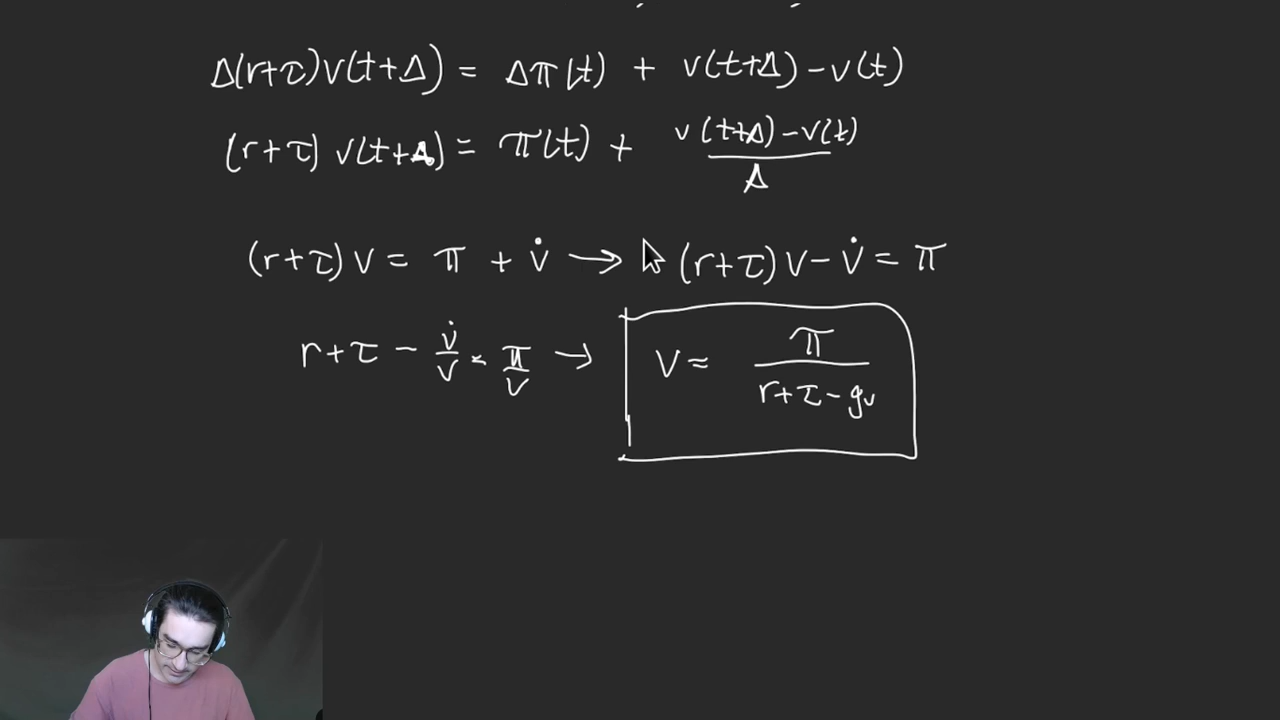 Δ(r+τ)v(t+Δ) = Δπ(t) + v(t+Δ)-v(t)
(r+τ) v(t+Δ) = π(t) + v(t+Δ)-v(t)/Δ
(r+τ)v = π + v̇ → (r+τ)v - v̇ = π
r+τ - v̇/v = π/v → v = π/(r+τ-gv)